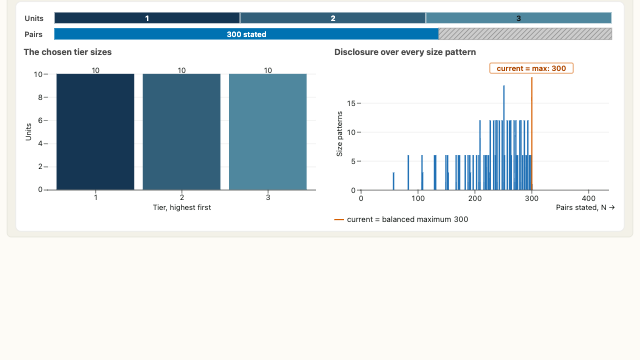 Units 1 2 3
Pairs 300 stated
The chosen tier sizes
10 10 10
10
8
6
4
2
0
Units
1 2 3
Tier, highest first
Disclosure over every size pattern
current = max: 300
15
10
5
0
Size patterns
0 100 200 300 400
Pairs stated, N →
current = balanced maximum 300